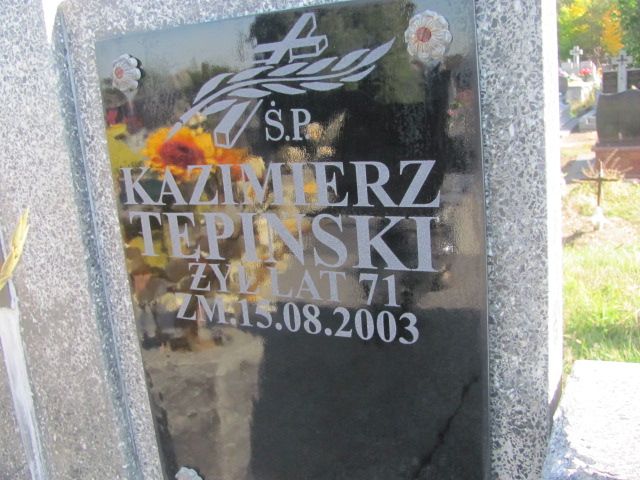 Ś.P.
KAZIMIERZ
TĘPIŃSKI
ŻYŁ LAT 71
ZM.15.08.2003